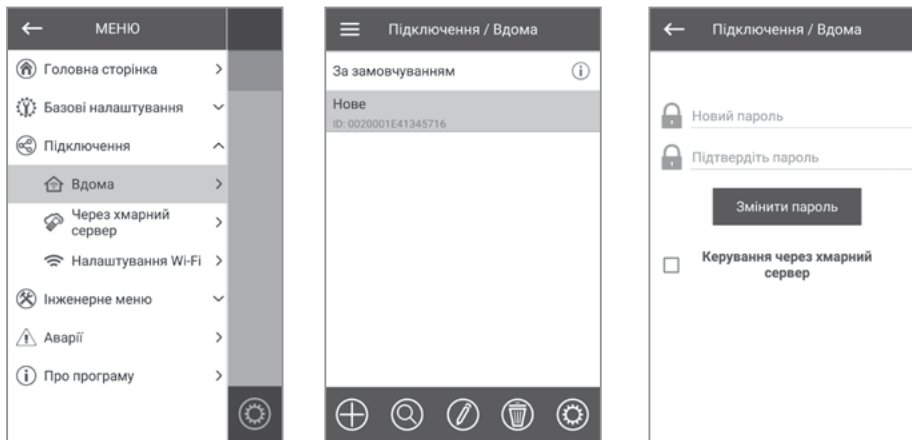 МЕНЮ
Головна сторінка
Базові налаштування
Підключення
Вдома
Через хмарний
сервер
Налаштування Wi-Fi
Інженерне меню
Аварії
Про програму
Підключення / Вдома
За замовчуванням
Нове
ID: 0020001E41345716
Підключення / Вдома
Новий пароль
Підтвердіть пароль
Змінити пароль
Керування через хмарний
сервер